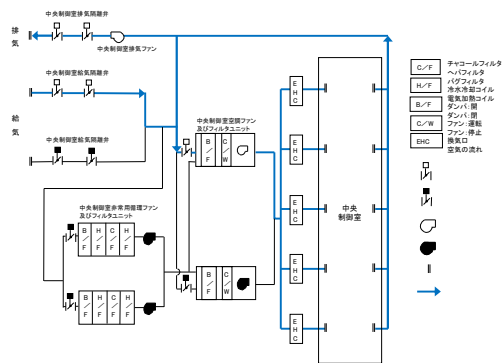 中央制御室排気隔離弁
排
気
中央制御室排気ファン
中央制御室給気隔離弁
給
気
中央制御室給気隔離弁
中央制御室空調ファン
及びフィルタユニット
B/F
C/W
中央制御室非常用循環ファン
及びフィルタユニット
B/F
H/F
C/F
H/F
B/F
H/F
C/F
H/F
B/F
C/W
EHC
EHC
EHC
EHC
EHC
中央
制御室
C/F
H/F
B/F
C/W
EHC
チャコールフィルタ
ヘパフィルタ
バグフィルタ
冷水冷却コイル
電気加熱コイル
ダンパ:開
ダンパ:閉
ファン:運転
ファン:停止
換気口
空気の流れ